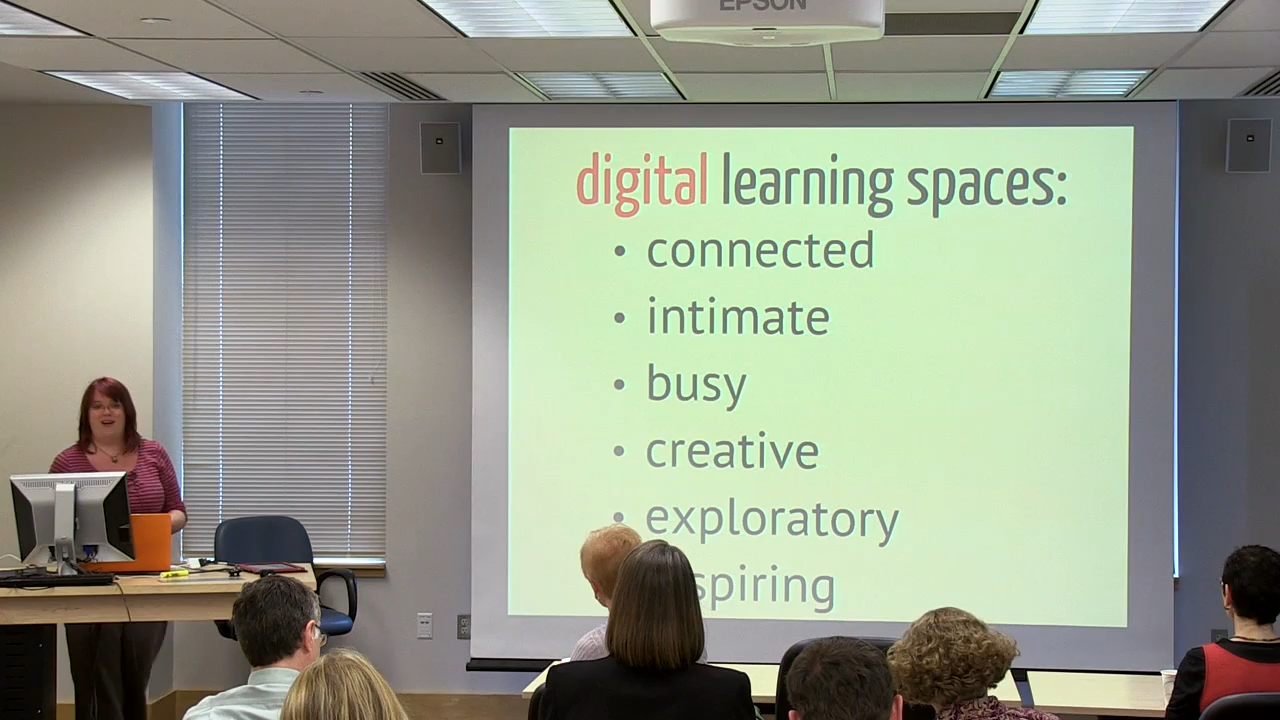 EPSON
digital learning spaces:
• connected
• intimate
• busy
• creative
• exploratory